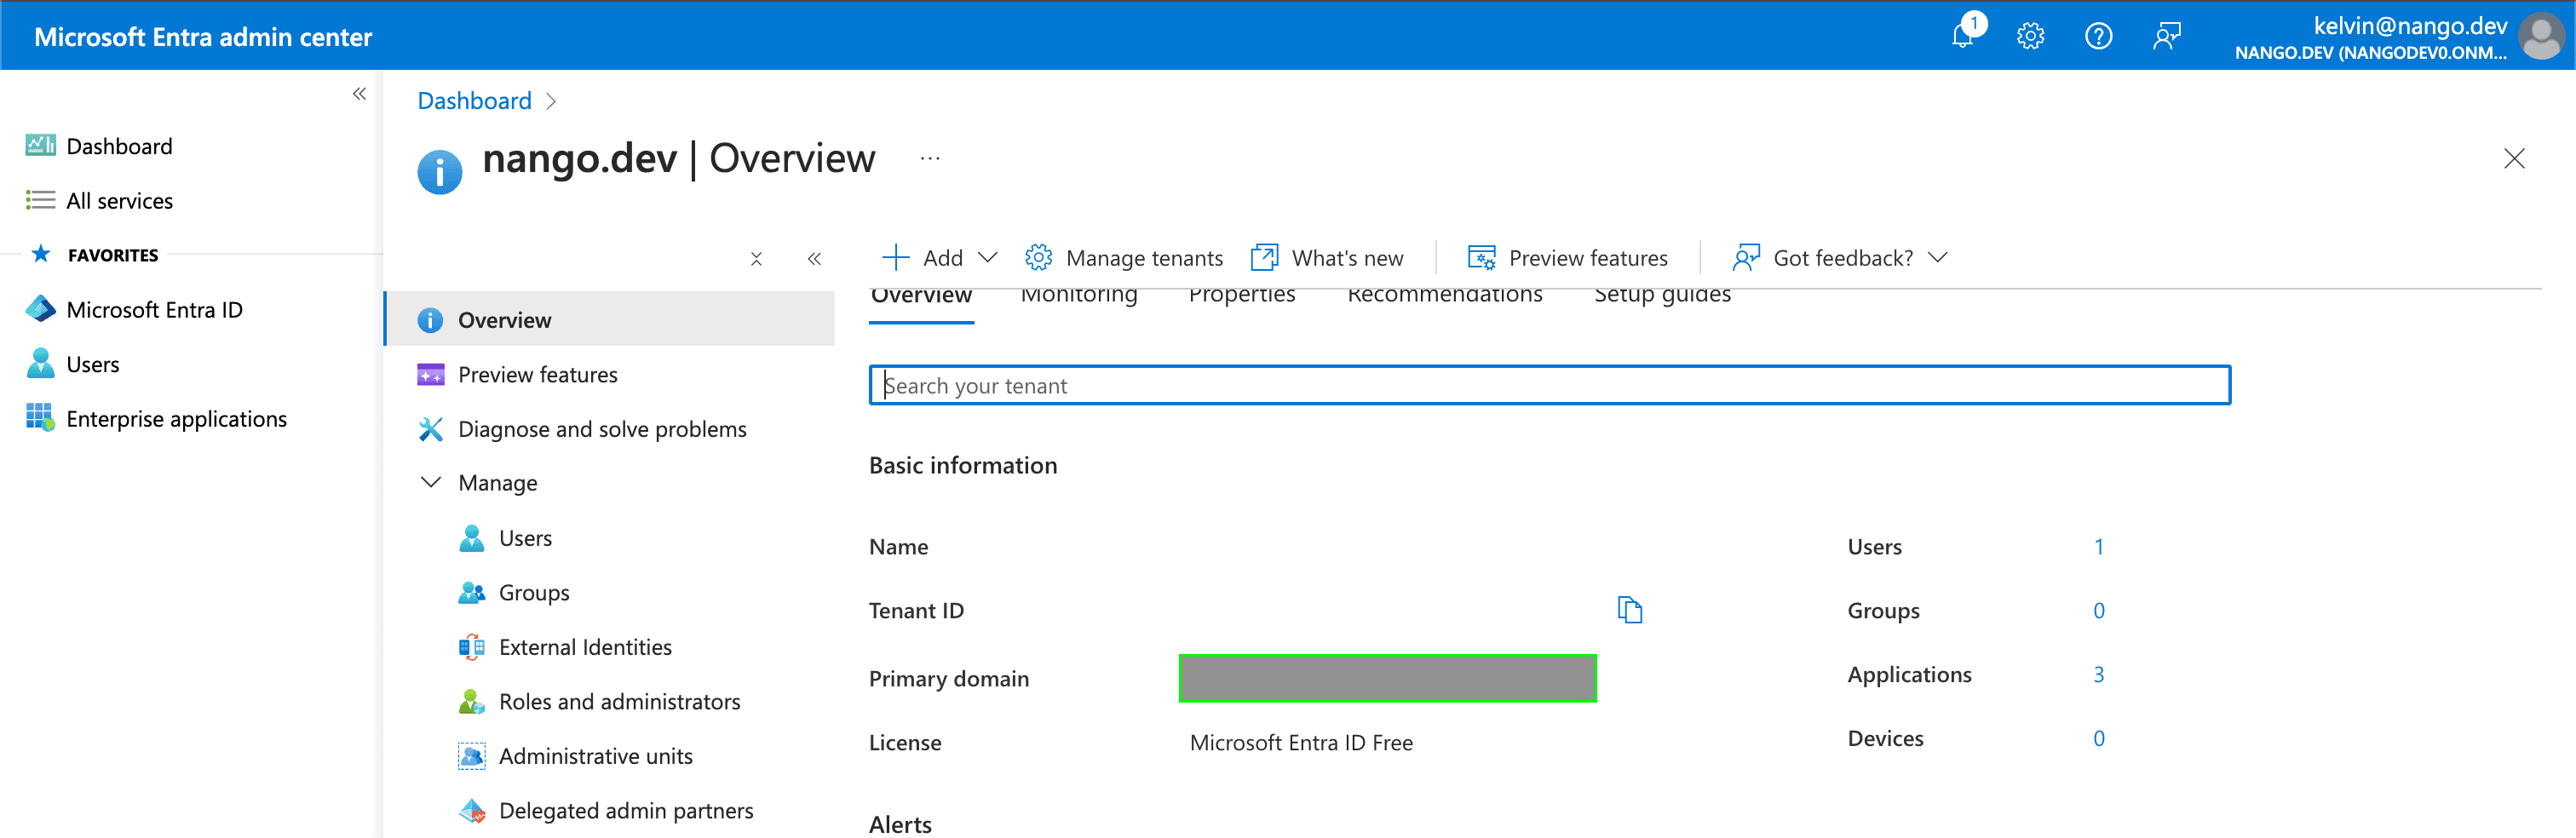 Microsoft Entra admin center
1
kelvin@nango.dev
NANGO.DEV (NANGODEV0.ONM...
Dashboard
All services
FAVORITES
Microsoft Entra ID
Users
Enterprise applications
Dashboard
nango.dev | Overview
...
Add
Manage tenants
What's new
Preview features
Got feedback?
Overview
Preview features
Diagnose and solve problems
Manage
Users
Groups
External Identities
Roles and administrators
Administrative units
Delegated admin partners
Overview Monitoring Properties Recommendations Setup guides
Search your tenant
Basic information
Name
Tenant ID
Primary domain
License Microsoft Entra ID Free
Users 1
Groups 0
Applications 3
Devices 0
Alerts